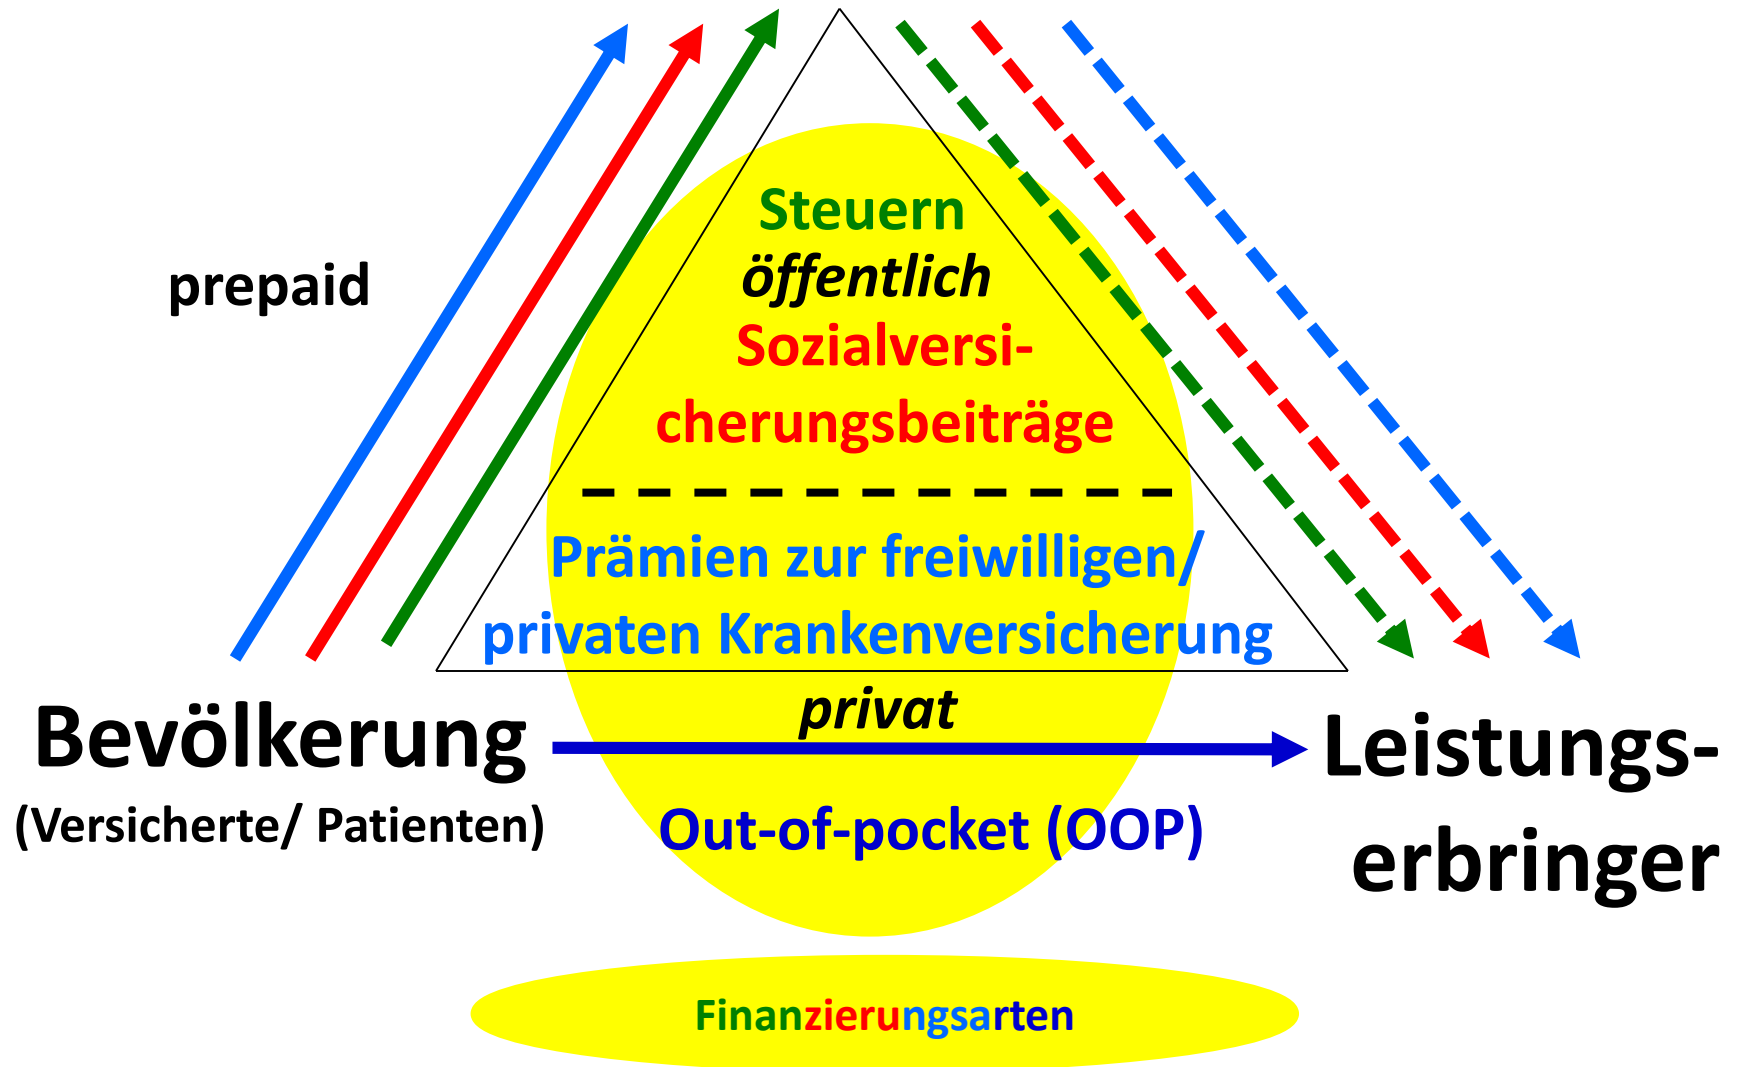 Steuern
öffentlich
prepaid
Sozialversi-
cherungsbeiträge
Prämien zur freiwilligen/
privaten Krankenversicherung
privat
Bevölkerung
(Versicherte/ Patienten)
Leistungs-
erbringer
Out-of-pocket (OOP)
Finanzierungsarten